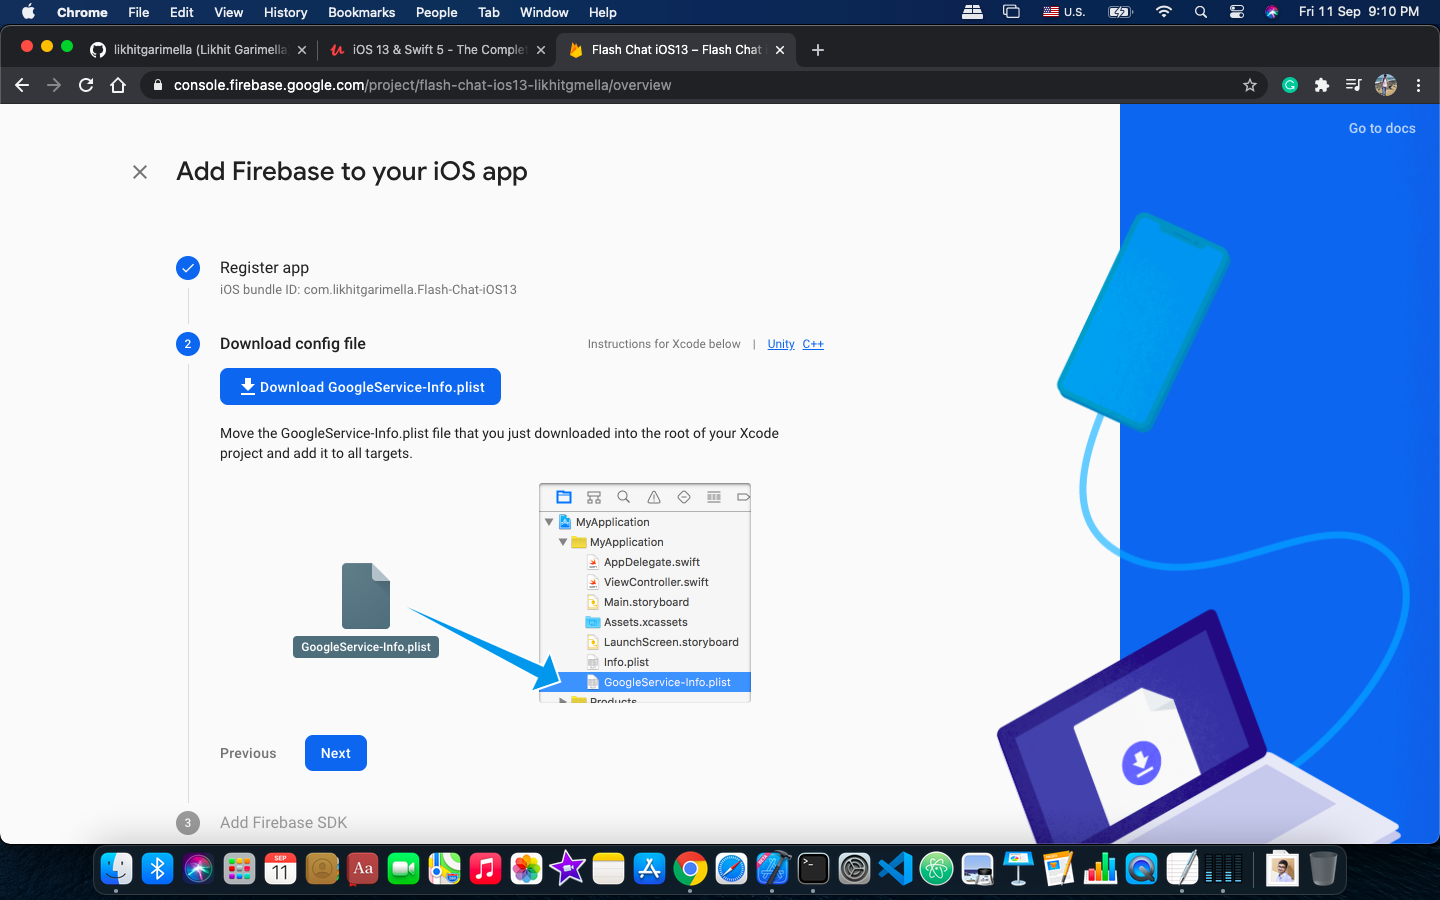 Chrome File Edit View History Bookmarks People Tab Window Help U.S. Fri 11 Sep 9:10 PM
likhitgarimella (Likhit Garimella
iOS 13 & Swift 5 - The Complet
Flash Chat iOS13 – Flash Chat
console.firebase.google.com/project/flash-chat-ios13-likhitgmella/overview
Go to docs
Add Firebase to your iOS app
Register app
iOS bundle ID: com.likhitgarimella.Flash-Chat-iOS13
2 Download config file Instructions for Xcode below | Unity C++
Download GoogleService-Info.plist
Move the GoogleService-Info.plist file that you just downloaded into the root of your Xcode
project and add it to all targets.
MyApplication
MyApplication
AppDelegate.swift
ViewController.swift
Main.storyboard
Assets.xcassets
LaunchScreen.storyboard
Info.plist
GoogleService-Info.plist
Products
GoogleService-Info.plist
Previous Next
3 Add Firebase SDK
SEP
11
Aa